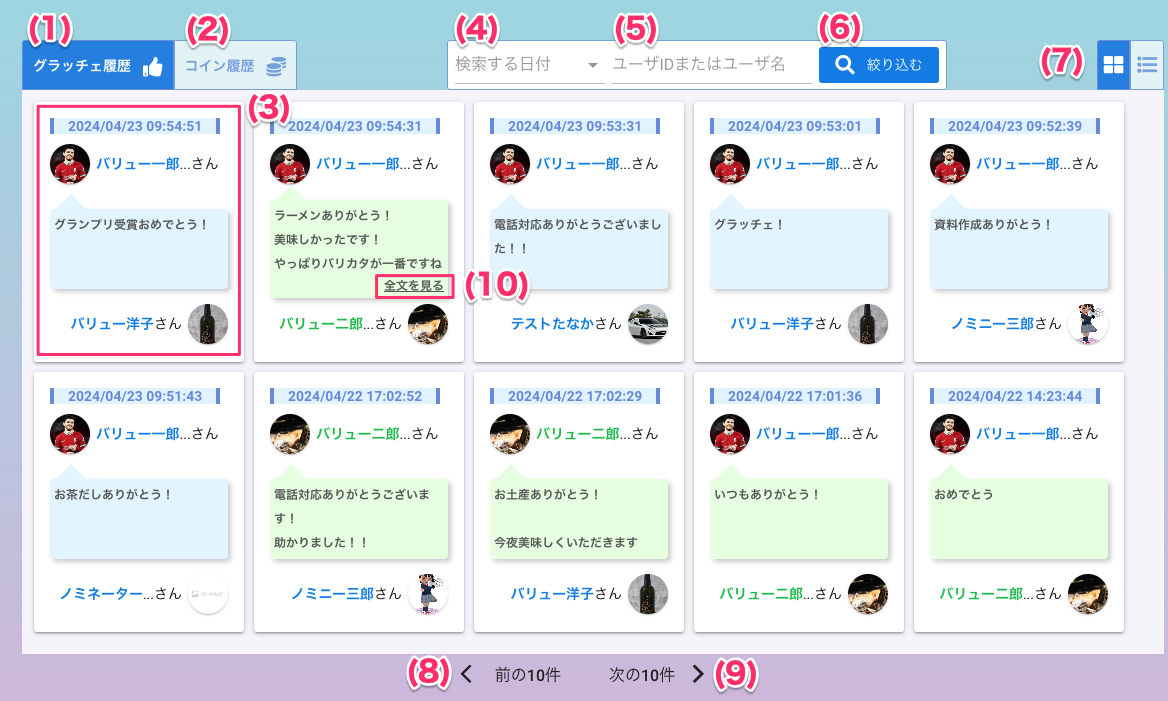 (1)
(2)
(4)
(5)
(6)
(7)
グラッチェ履歴
コイン履歴
検索する日付
ユーザIDまたはユーザ名
絞り込む
(3)
2024/04/23 09:54:51
バリュー一郎...さん
グランプリ受賞おめでとう！
バリュー洋子さん
2024/04/23 09:54:31
バリュー一郎...さん
ラーメンありがとう！
美味しかったです！
やっぱりバリカタが一番ですね
全文を見る
(10)
バリュー二郎...さん
2024/04/23 09:53:31
バリュー一郎...さん
電話対応ありがとうございまし
た！！
テストたなかさん
2024/04/23 09:53:01
バリュー一郎...さん
グラッチェ！
バリュー洋子さん
2024/04/23 09:52:39
バリュー一郎...さん
資料作成ありがとう！
ノミニー三郎さん
2024/04/23 09:51:43
バリュー一郎...さん
お茶だしありがとう！
ノミネーター...さん
NO IMAGE
2024/04/22 17:02:52
バリュー二郎...さん
電話対応ありがとうございま
す！
助かりました！！
ノミニー三郎さん
2024/04/22 17:02:29
バリュー二郎...さん
お土産ありがとう！
今夜美味しくいただきます
バリュー洋子さん
2024/04/22 17:01:36
バリュー一郎...さん
いつもありがとう！
バリュー二郎...さん
2024/04/22 14:23:44
バリュー一郎...さん
おめでとう
バリュー二郎...さん
(8)
前の10件
次の10件
(9)